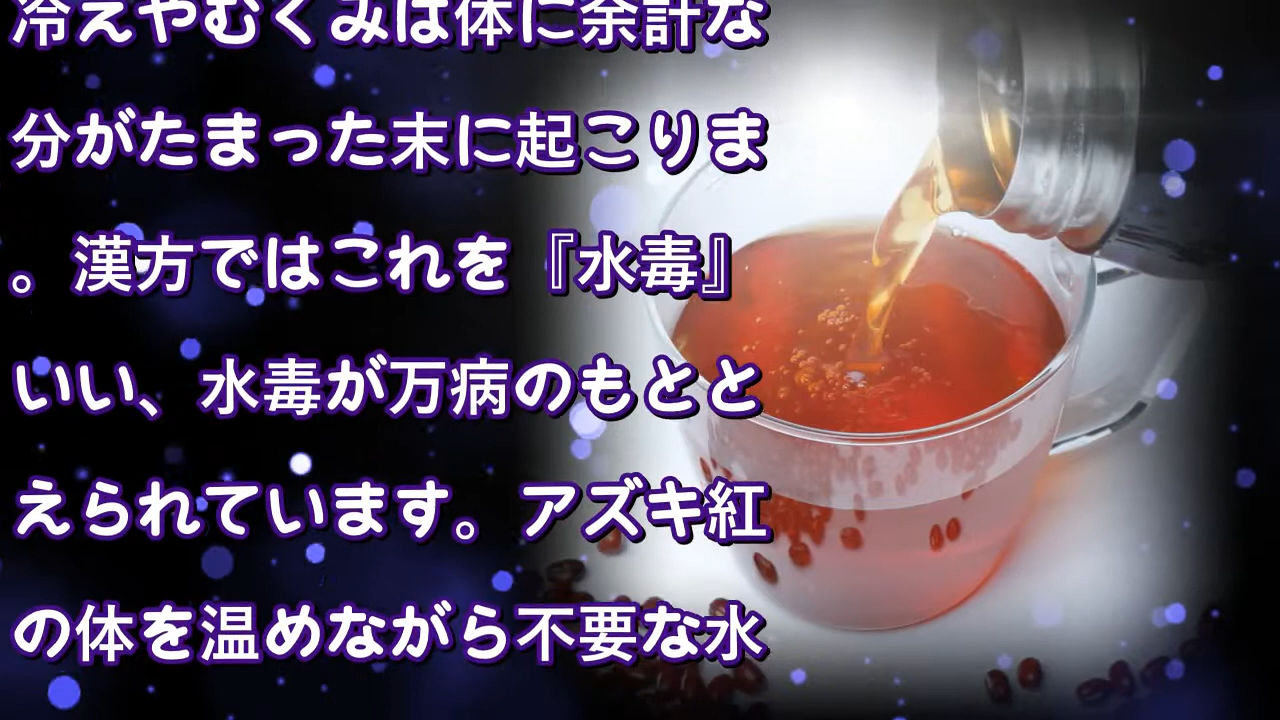 冷えやむくみは体に余計な
分がたまった末に起こりま
。漢方ではこれを『水毒』
いい、水毒が万病のもとと
えられています。アズキ紅
の体を温めながら不要な水